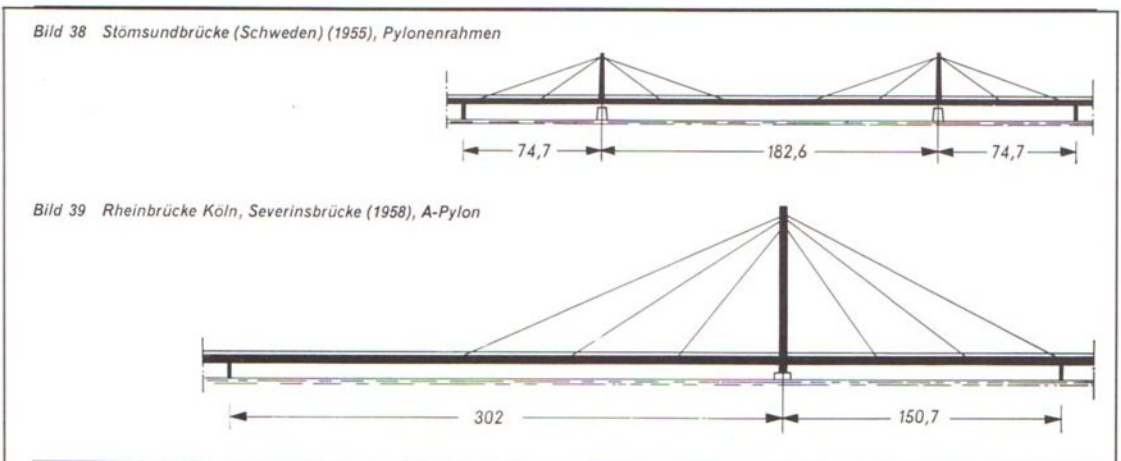 Bild 38 Stömsundbrücke (Schweden) (1955), Pylonenrahmen
74,7 182,6 74,7
Bild 39 Rheinbrücke Köln, Severinsbrücke (1958), A-Pylon
302 150,7